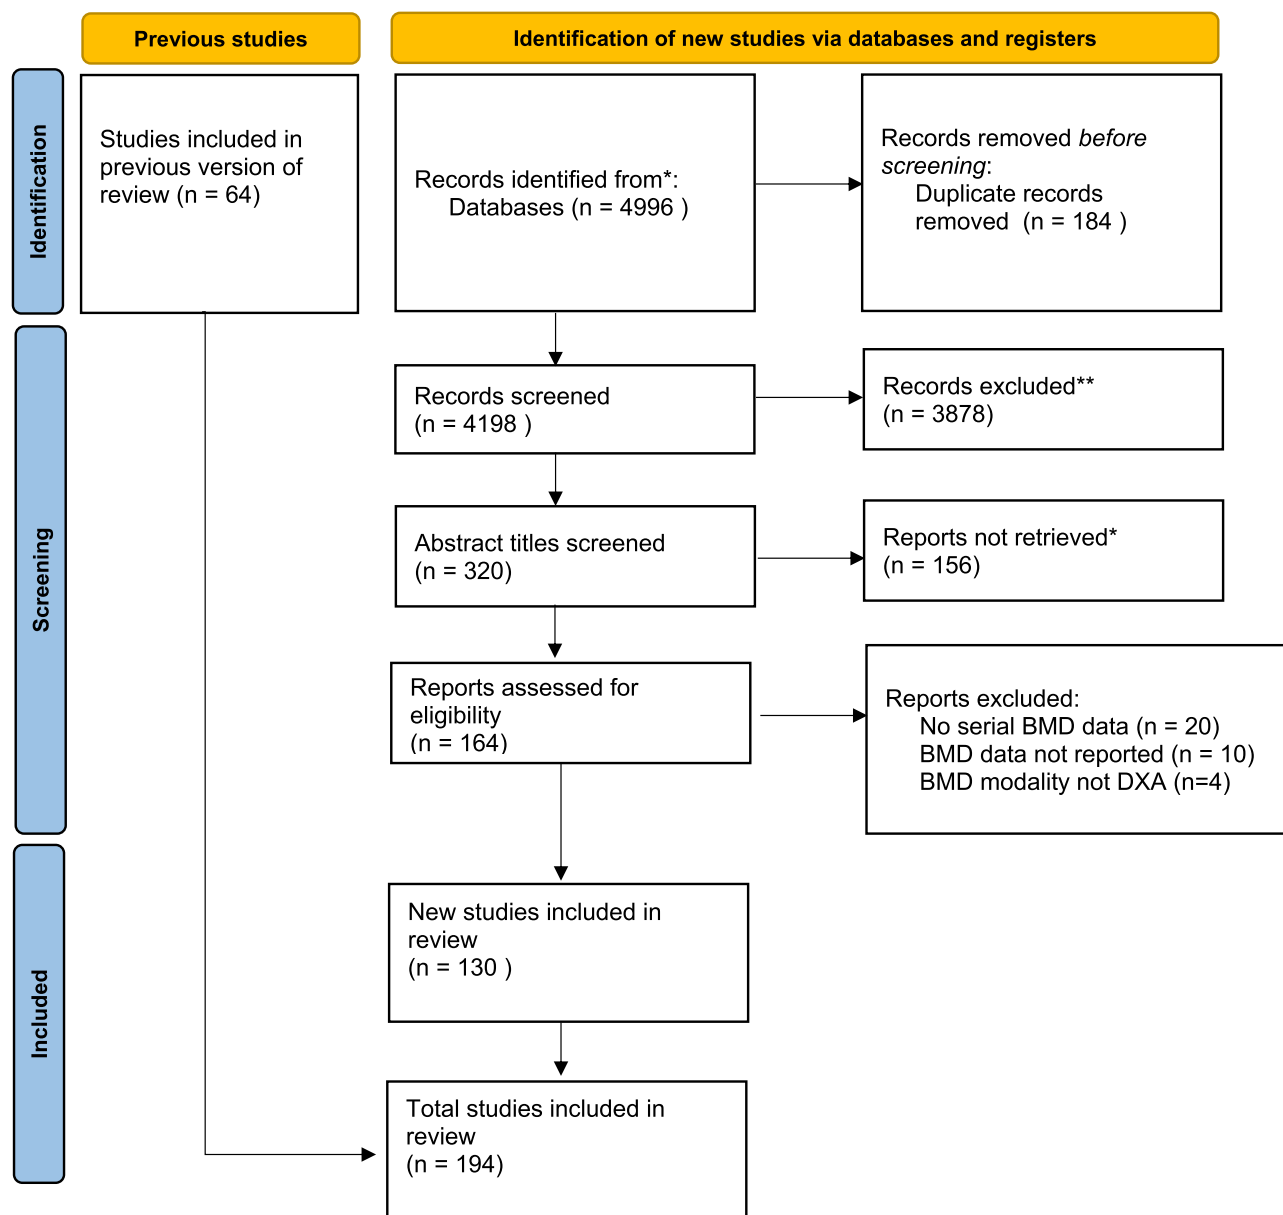 Previous studies
Identification of new studies via databases and registers
Identification
Studies included in
previous version of
review (n = 64)
Records identified from*:
Databases (n = 4996 )
Records removed before
screening:
Duplicate records
removed  (n = 184 )
Screening
Records screened
(n = 4198 )
Records excluded**
(n = 3878)
Abstract titles screened
(n = 320)
Reports not retrieved*
(n = 156)
Reports assessed for
eligibility
(n = 164)
Reports excluded:
No serial BMD data (n = 20)
BMD data not reported (n = 10)
BMD modality not DXA (n=4)
Included
New studies included in
review
(n = 130 )
Total studies included in
review
(n = 194)